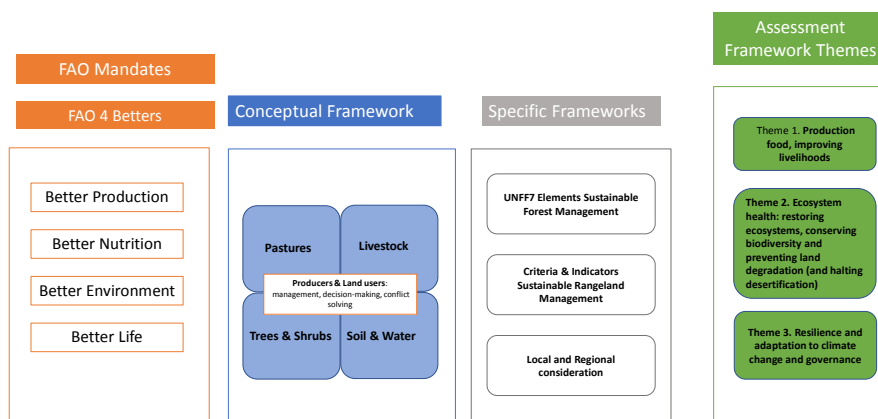 FAO Mandates
FAO 4 Betters
Better Production
Better Nutrition
Better Environment
Better Life
Conceptual Framework
Pastures
Livestock
Producers & Land users:
management, decision-making, conflict
solving
Trees & Shrubs
Soil & Water
Specific Frameworks
UNFF7 Elements Sustainable
Forest Management
Criteria & Indicators
Sustainable Rangeland
Management
Local and Regional
consideration
Assessment
Framework Themes
Theme 1. Production
food, improving
livelihoods
Theme 2. Ecosystem
health: restoring
ecosystems, conserving
biodiversity and
preventing land
degradation (and halting
desertification)
Theme 3. Resilience and
adaptation to climate
change and governance